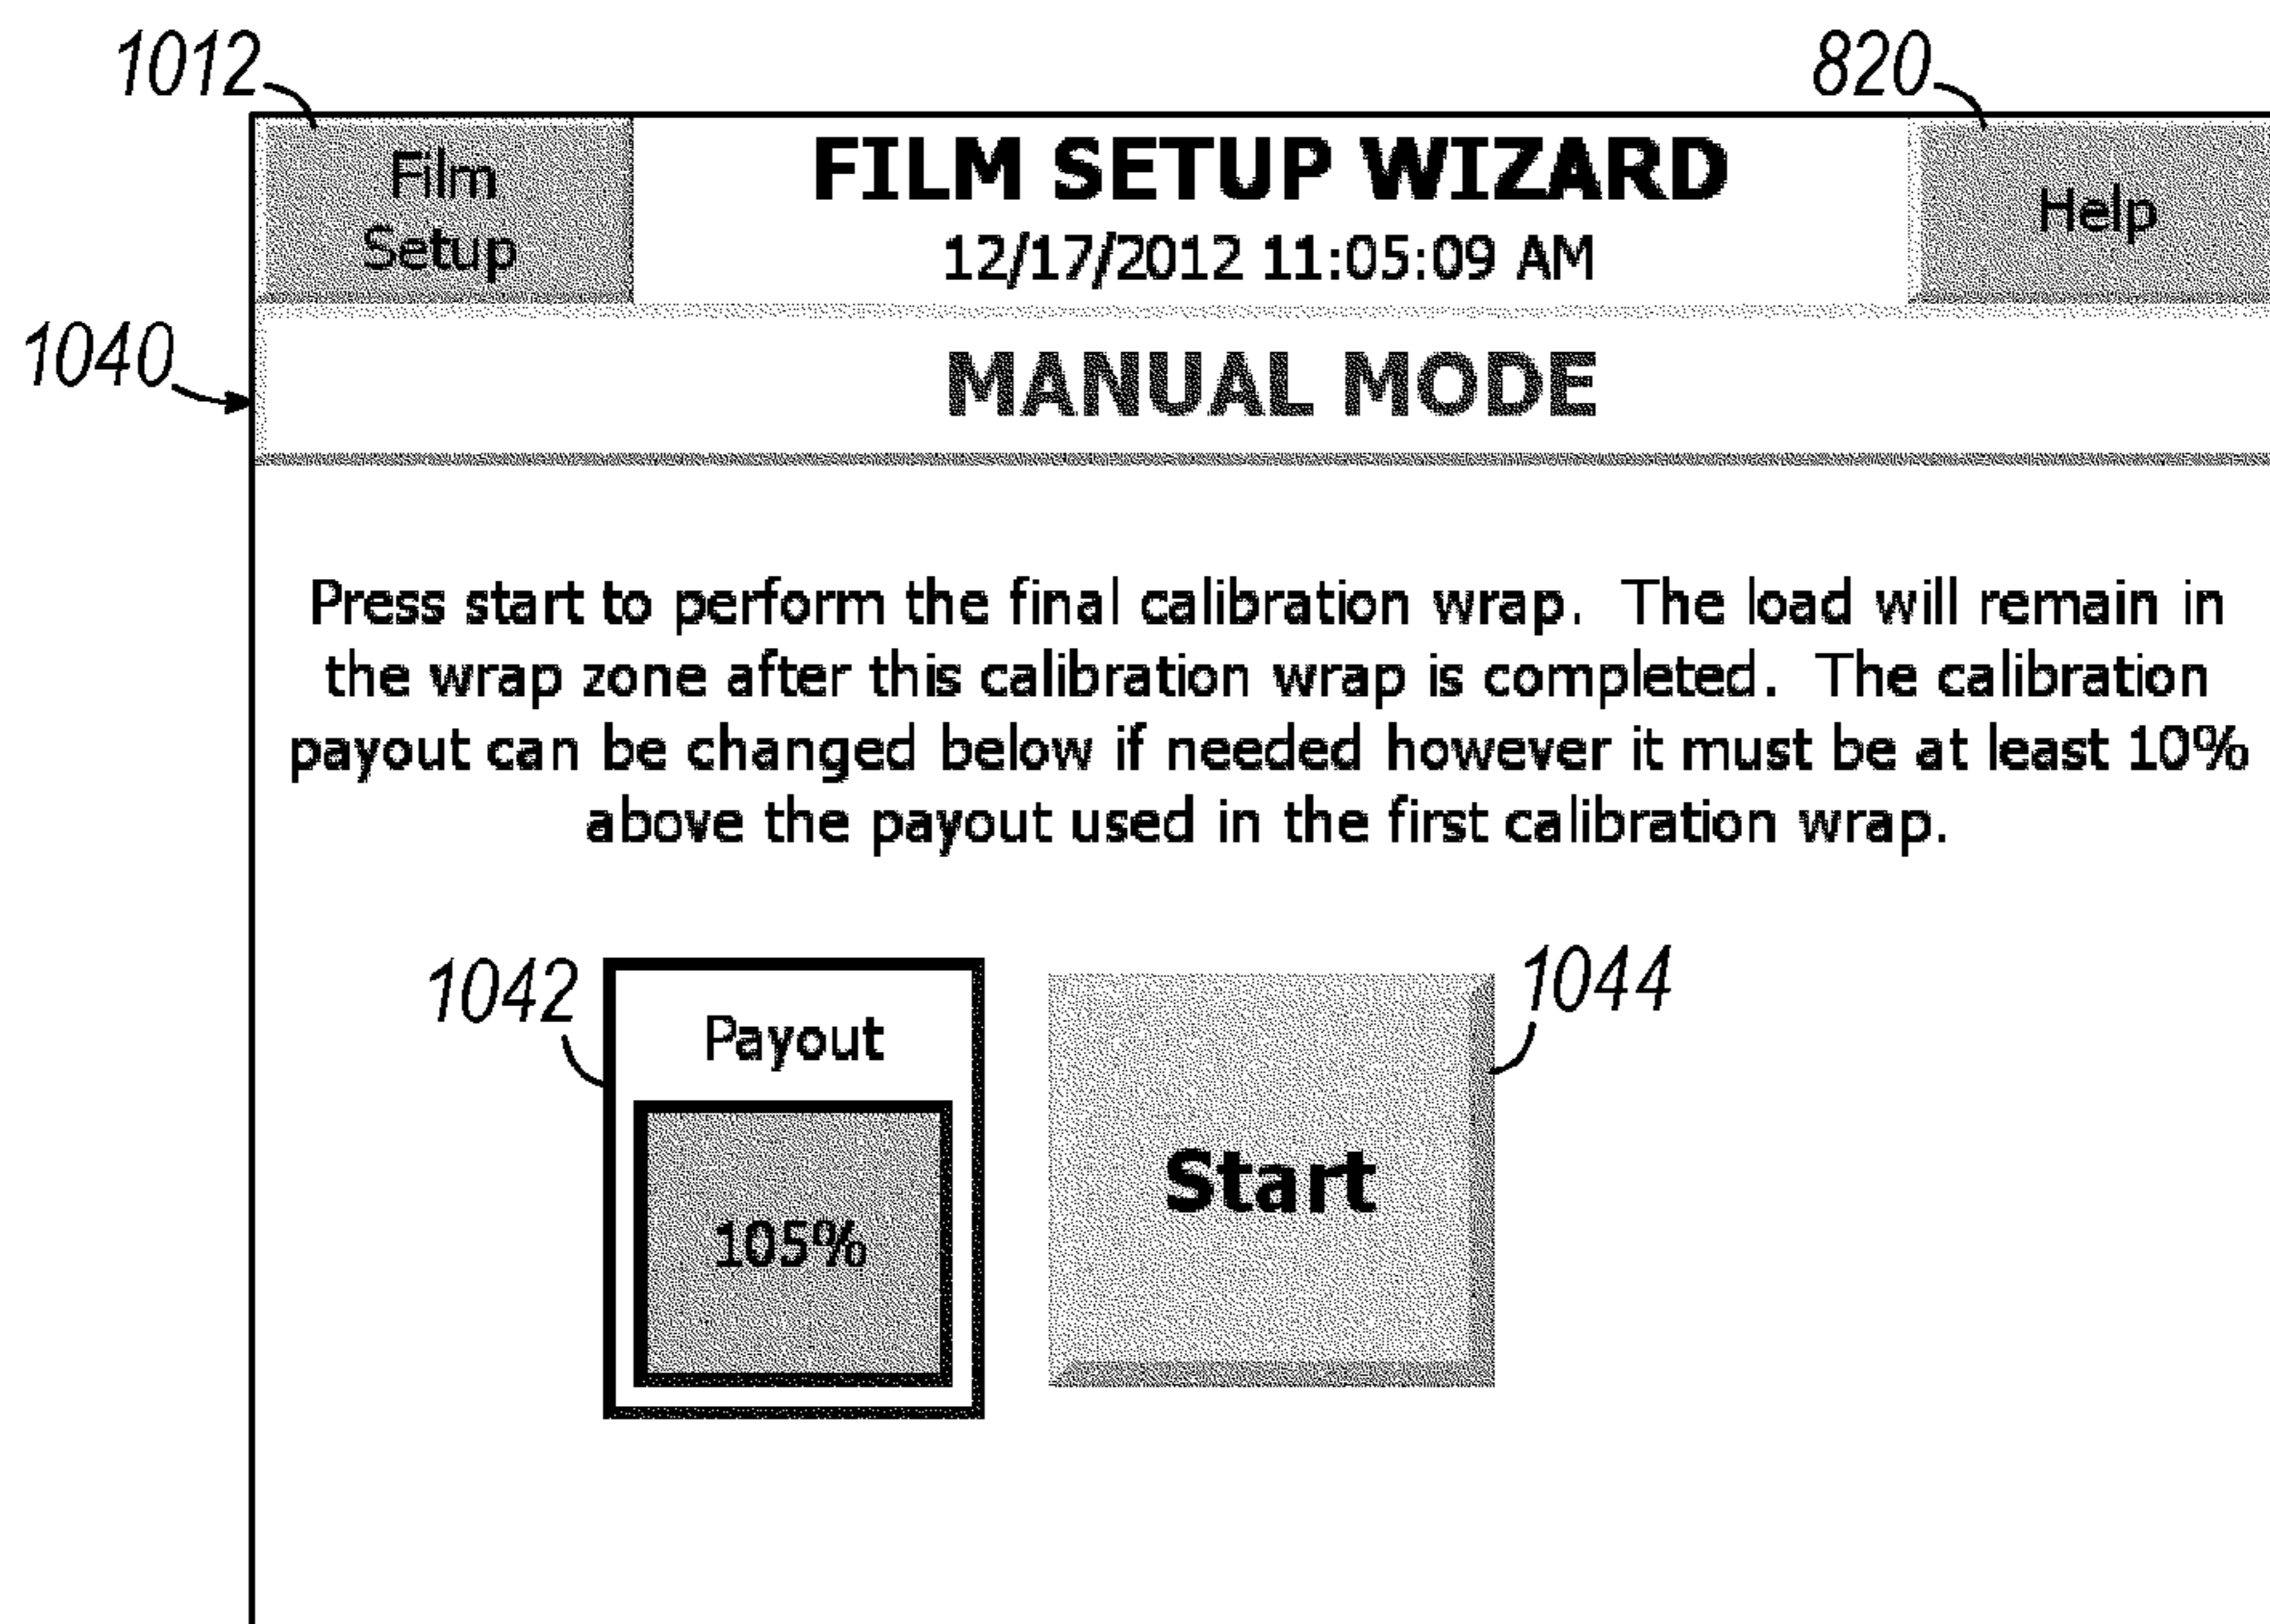 1012
820
Film
Setup
FILM SETUP WIZARD
12/17/2012 11:05:09 AM
Help
1040
MANUAL MODE
Press start to perform the final calibration wrap. The load will remain in
the wrap zone after this calibration wrap is completed. The calibration
payout can be changed below if needed however it must be at least 10%
above the payout used in the first calibration wrap.
1042
Payout
105%
Start
1044